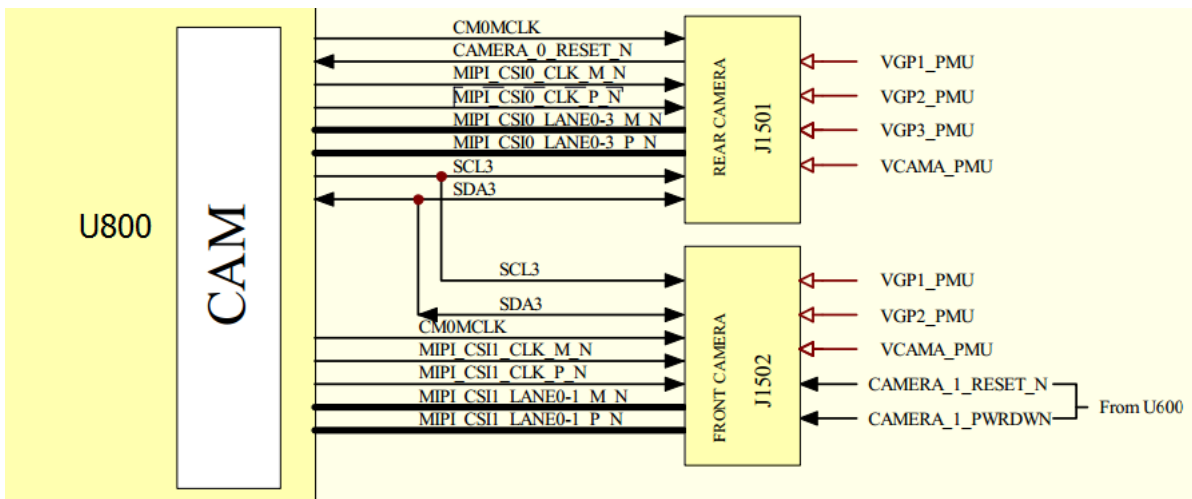 CM0MCLK
CAMERA_0_RESET_N
MIPI_CSI0_CLK_M_N
MIPI_CSI0_CLK_P_N
MIPI_CSI0_LANE0-3_M_N
MIPI_CSI0_LANE0-3_P_N
SCL3
SDA3
REAR CAMERA
J1501
VGP1_PMU
VGP2_PMU
VGP3_PMU
VCAMA_PMU
U800
CAM
SCL3
SDA3
CM0MCLK
MIPI_CSI1_CLK_M_N
MIPI_CSI1_CLK_P_N
MIPI_CSI1_LANE0-1_M_N
MIPI_CSI1_LANE0-1_P_N
FRONT CAMERA
J1502
VGP1_PMU
VGP2_PMU
VCAMA_PMU
CAMERA_1_RESET_N
CAMERA_1_PWRDWN
From U600